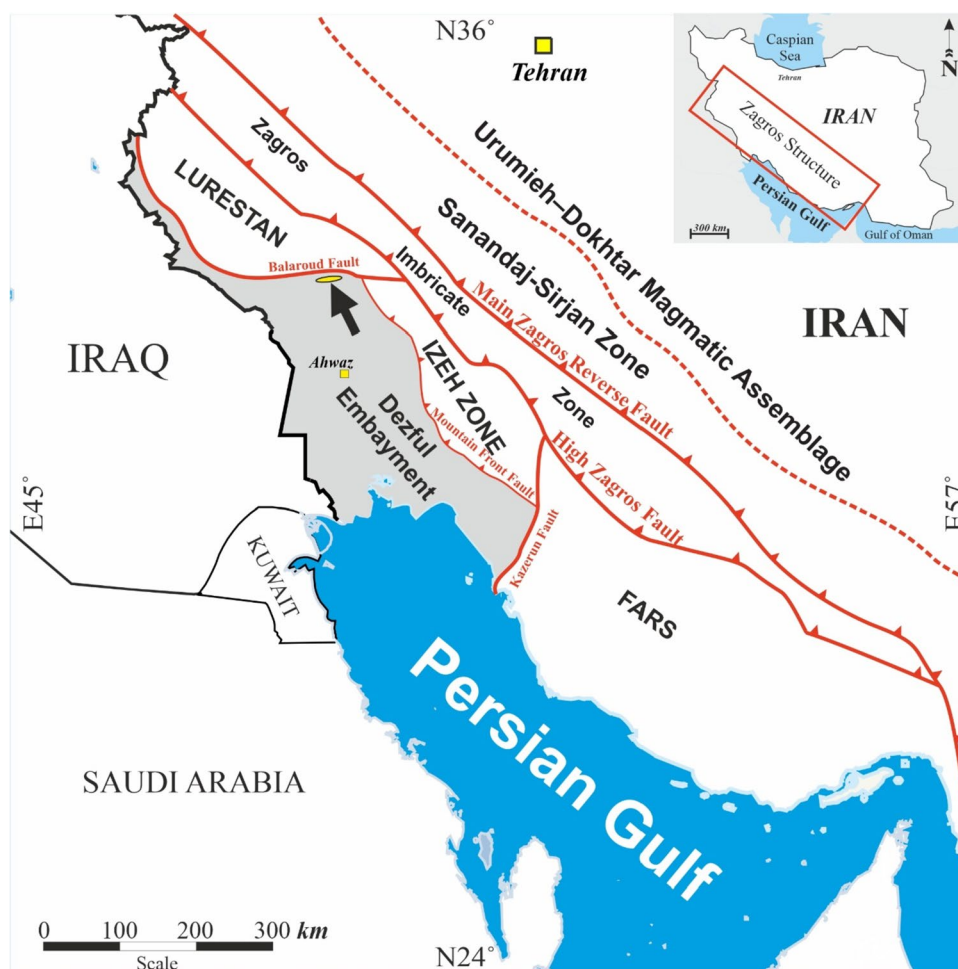 N36°
Tehran
Caspian
Sea
Tehran
N
IRAN
Zagros Structure
Persian Gulf
Gulf of Oman
300 km
Urumieh–Dokhtar Magmatic Assemblage
Sanandaj-Sirjan Zone
Main Zagros Reverse Fault
Zagros
Imbricate
Zone
High Zagros Fault
LURESTAN
Balaroud Fault
IZEH ZONE
Mountain Front Fault
IRAN
IRAQ
Ahwaz
Dezful
Embayment
Kazerun Fault
E45°
E57°
KUWAIT
FARS
Persian Gulf
SAUDI ARABIA
0 100 200 300 km
Scale
N24°